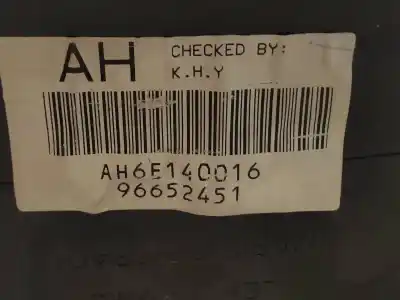 AH CHECKED BY:
K.H.Y
AH6E140016
96652451